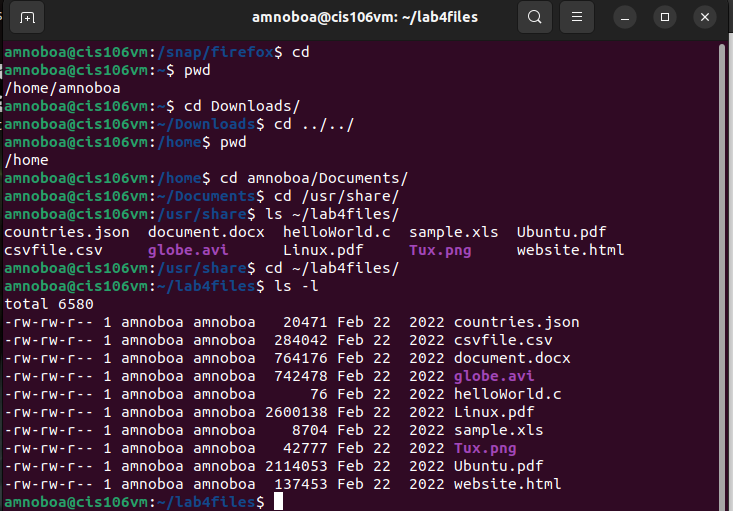 amnoboa@cis106vm: ~/lab4files
amnoboa@cis106vm:/snap/firefox$ cd
amnoboa@cis106vm:~$ pwd
/home/amnoboa
amnoboa@cis106vm:~$ cd Downloads/
amnoboa@cis106vm:~/Downloads$ cd ../../
amnoboa@cis106vm:/home$ pwd
/home
amnoboa@cis106vm:/home$ cd amnoboa/Documents/
amnoboa@cis106vm:~/Documents$ cd /usr/share/
amnoboa@cis106vm:/usr/share$ ls ~/lab4files/
countries.json  document.docx  helloWorld.c  sample.xls  Ubuntu.pdf
csvfile.csv     globe.avi      Linux.pdf     Tux.png     website.html
amnoboa@cis106vm:/usr/share$ cd ~/lab4files/
amnoboa@cis106vm:~/lab4files$ ls -l
total 6580
-rw-rw-r-- 1 amnoboa amnoboa   20471 Feb 22  2022 countries.json
-rw-rw-r-- 1 amnoboa amnoboa  284042 Feb 22  2022 csvfile.csv
-rw-rw-r-- 1 amnoboa amnoboa  764176 Feb 22  2022 document.docx
-rw-rw-r-- 1 amnoboa amnoboa  742478 Feb 22  2022 globe.avi
-rw-rw-r-- 1 amnoboa amnoboa      76 Feb 22  2022 helloWorld.c
-rw-rw-r-- 1 amnoboa amnoboa 2600138 Feb 22  2022 Linux.pdf
-rw-rw-r-- 1 amnoboa amnoboa    8704 Feb 22  2022 sample.xls
-rw-rw-r-- 1 amnoboa amnoboa   42777 Feb 22  2022 Tux.png
-rw-rw-r-- 1 amnoboa amnoboa 2114053 Feb 22  2022 Ubuntu.pdf
-rw-rw-r-- 1 amnoboa amnoboa  137453 Feb 22  2022 website.html
amnoboa@cis106vm:~/lab4files$